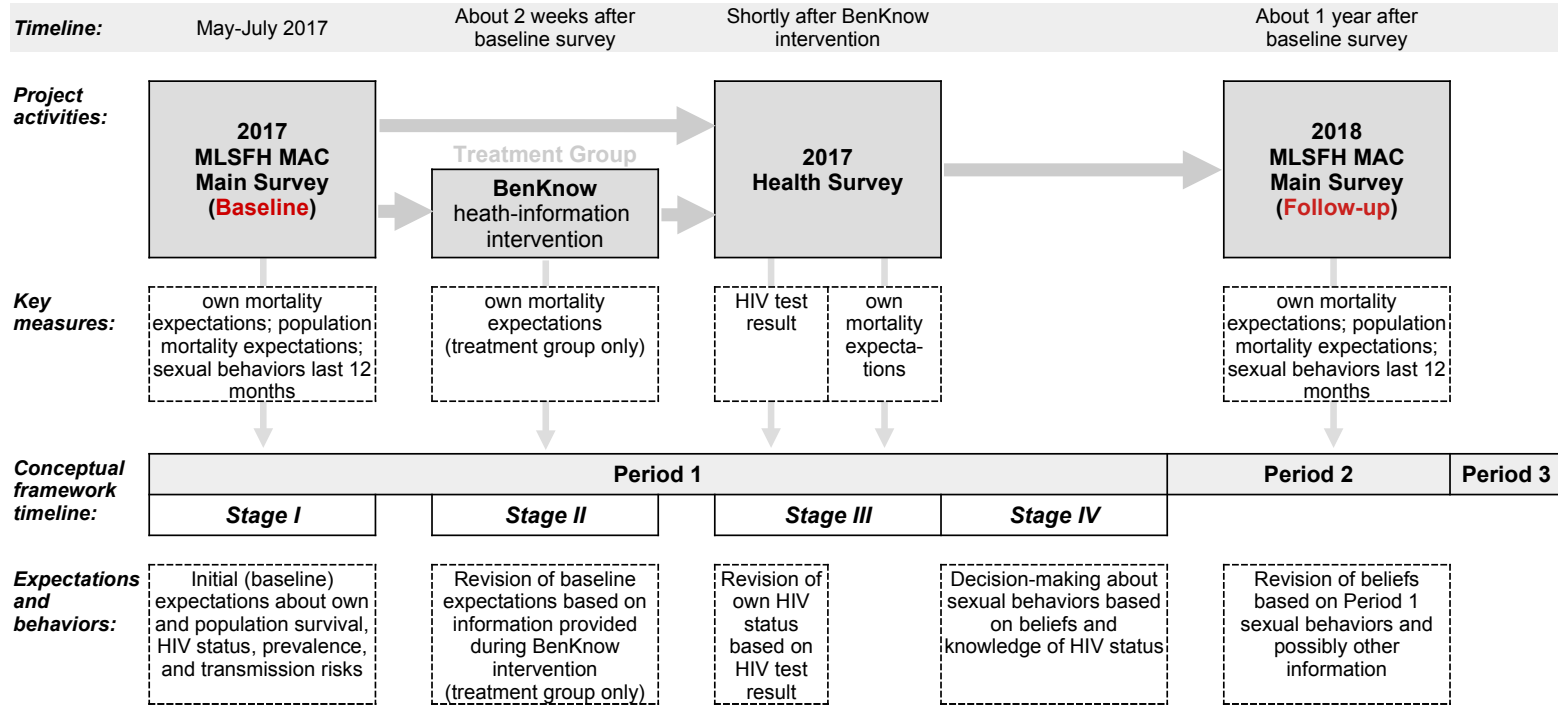 Timeline:
May-July 2017
About 2 weeks after
baseline survey
Shortly after BenKnow
intervention
About 1 year after
baseline survey
Project
activities:
2017
MLSFH MAC
Main Survey
(Baseline)
Treatment Group
BenKnow
heath-information
intervention
2017
Health Survey
2018
MLSFH MAC
Main Survey
(Follow-up)
Key
measures:
own mortality
expectations; population
mortality expectations;
sexual behaviors last 12
months
own mortality
expectations
(treatment group only)
HIV test
result
own
mortality
expecta-
tions
own mortality
expectations; population
mortality expectations;
sexual behaviors last 12
months
Conceptual
framework
timeline:
Period 1
Period 2
Period 3
Stage I
Stage II
Stage III
Stage IV
Expectations
and
behaviors:
Initial (baseline)
expectations about own
and population survival,
HIV status, prevalence,
and transmission risks
Revision of baseline
expectations based on
information provided
during BenKnow
intervention
(treatment group only)
Revision of
own HIV
status
based on
HIV test
result
Decision-making about
sexual behaviors based
on beliefs and
knowledge of HIV status
Revision of beliefs
based on Period 1
sexual behaviors and
possibly other
information